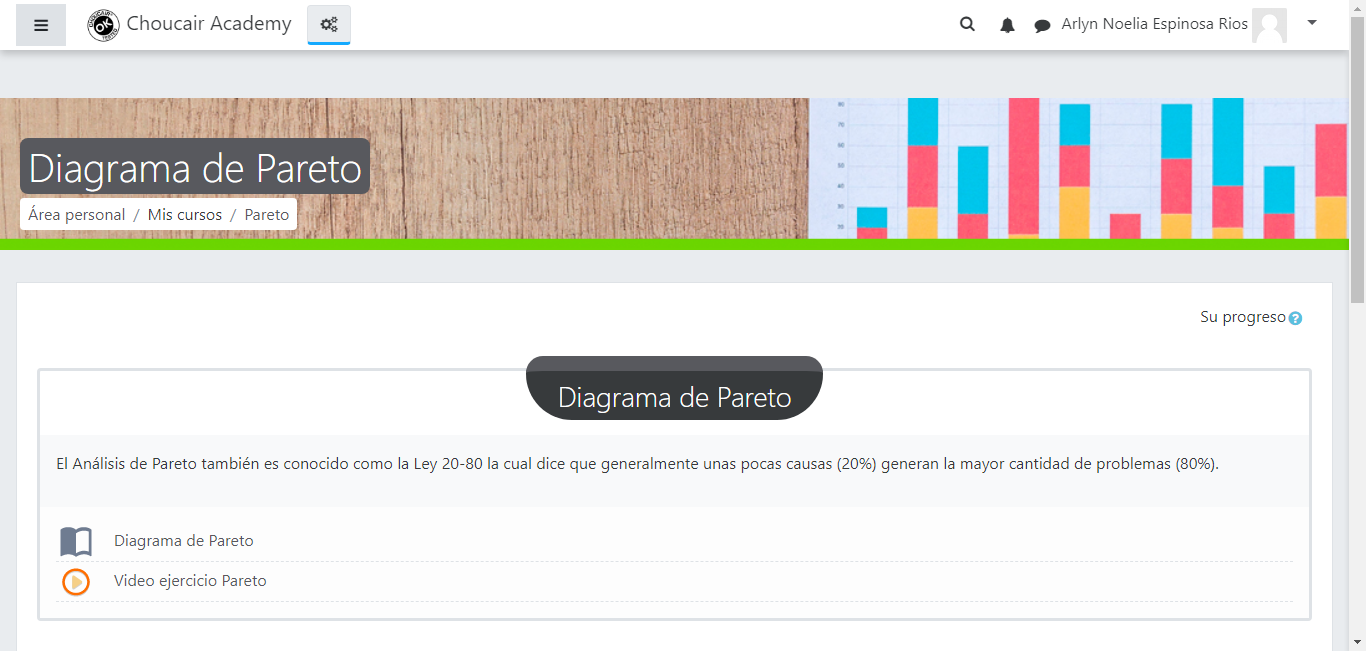 Choucair Academy
Arlyn Noelia Espinosa Rios
Diagrama de Pareto
Área personal / Mis cursos / Pareto
Su progreso
Diagrama de Pareto
El Análisis de Pareto también es conocido como la Ley 20-80 la cual dice que generalmente unas pocas causas (20%) generan la mayor cantidad de problemas (80%).
Diagrama de Pareto
Video ejercicio Pareto